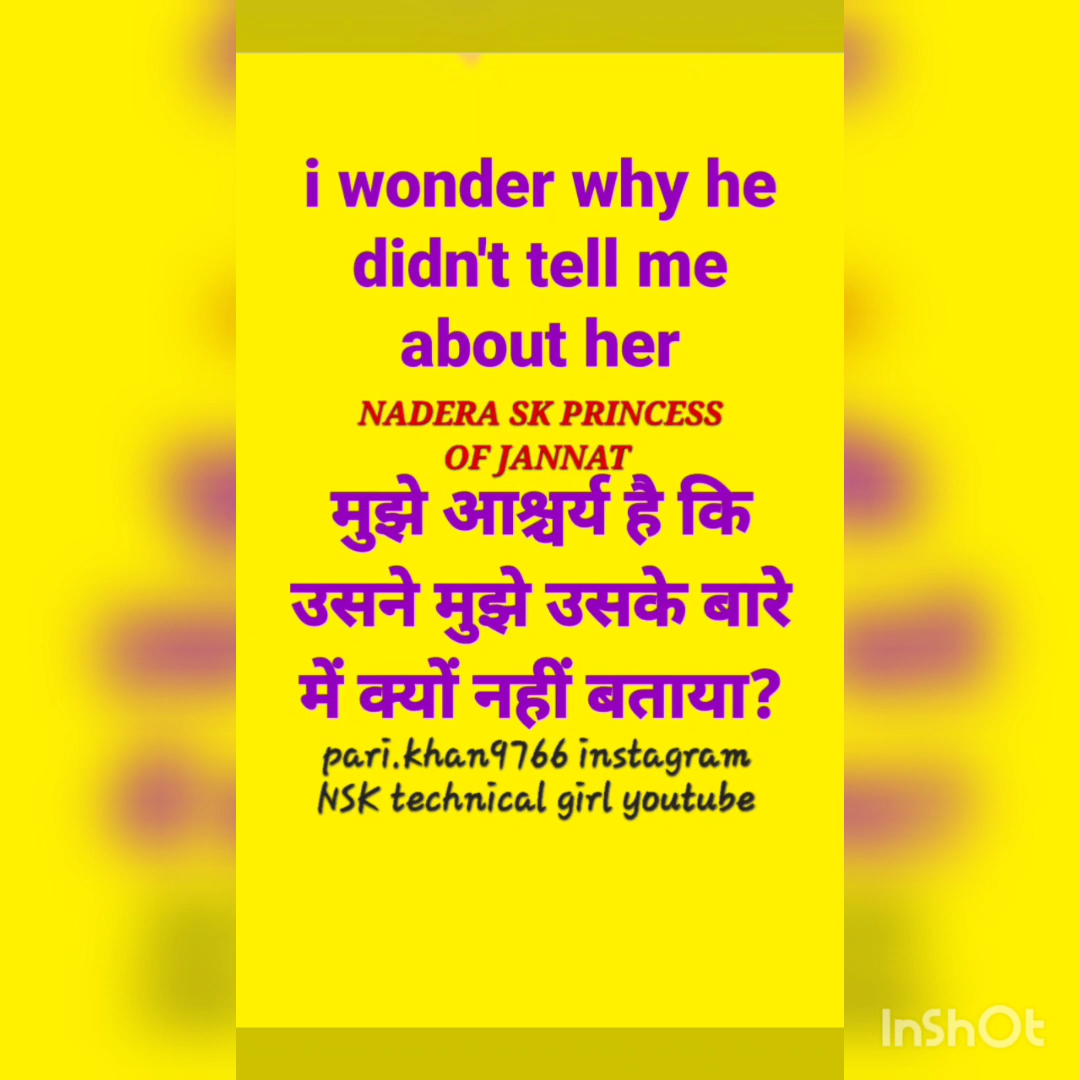 i wonder why he
didn't tell me
about her
NADERA SK PRINCESS
OF JANNAT
मुझे आश्चर्य है कि
उसने मुझे उसके बारे
में क्यों नहीं बताया?
pari.khan9766 instagram
NSK technical girl youtube
InShOt